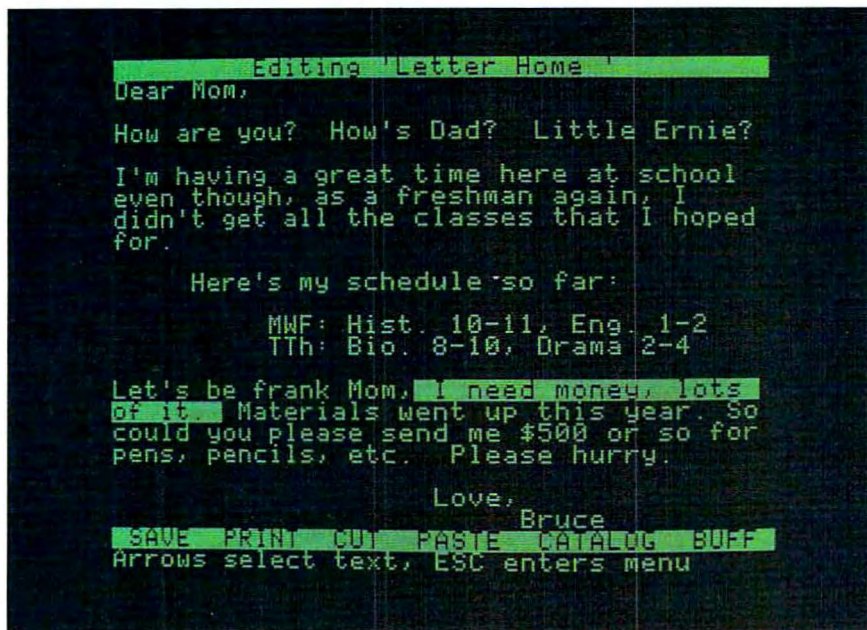 Editing 'Letter Home '
Dear Mom,
How are you?  How's Dad?  Little Ernie?
I'm having a great time here at school
even though, as a freshman again, I
didn't get all the classes that I hoped
for.
Here's my schedule so far:
MWF: Hist. 10-11, Eng. 1-2
TTh: Bio. 8-10, Drama 2-4
Let's be frank Mom, I need money, lots
of it.  Materials went up this year. So
could you please send me $500 or so for
pens, pencils, etc.  Please hurry.
Love,
Bruce
SAVE  PRINT  CUT  PASTE  CATALOG  BUFF
Arrows select text, ESC enters menu